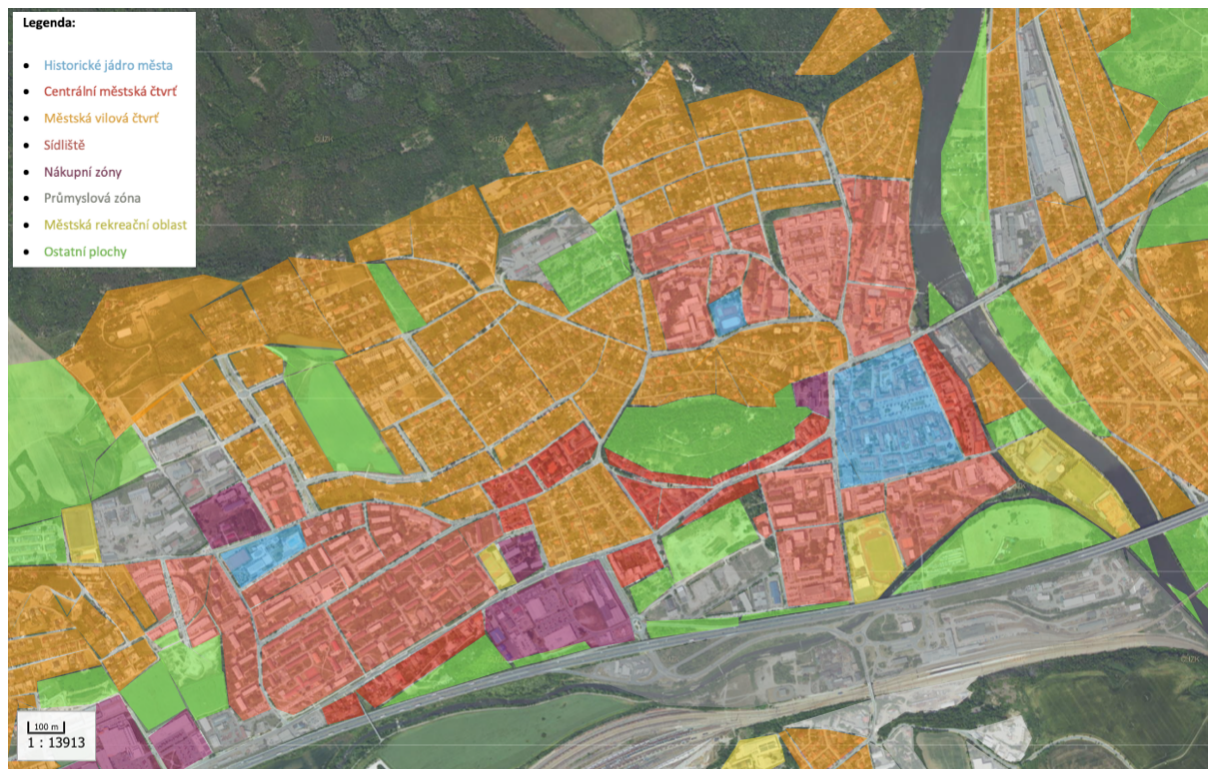 Legenda:
• Historické jádro města
• Centrální městská čtvrť
• Městská vilová čtvrť
• Sídliště
• Nákupní zóny
• Průmyslová zóna
• Městská rekreační oblast
• Ostatní plochy
100 m
1 : 13913